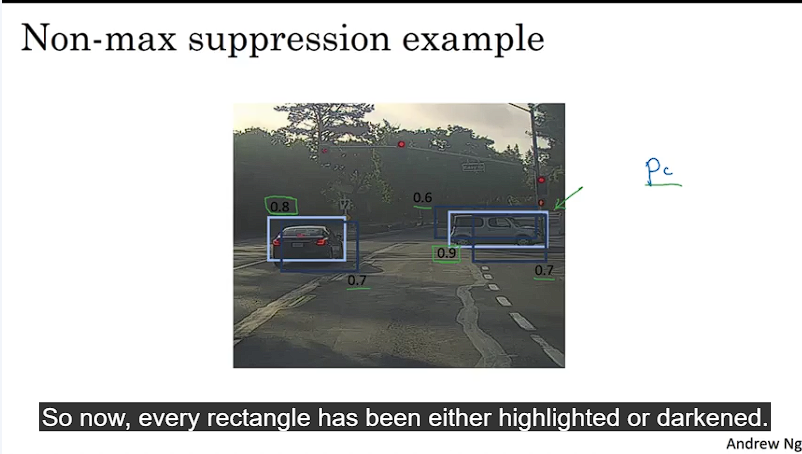 Non-max suppression example
Pc
0.8
0.6
0.9
0.7
0.7
So now, every rectangle has been either highlighted or darkened.
Andrew Ng